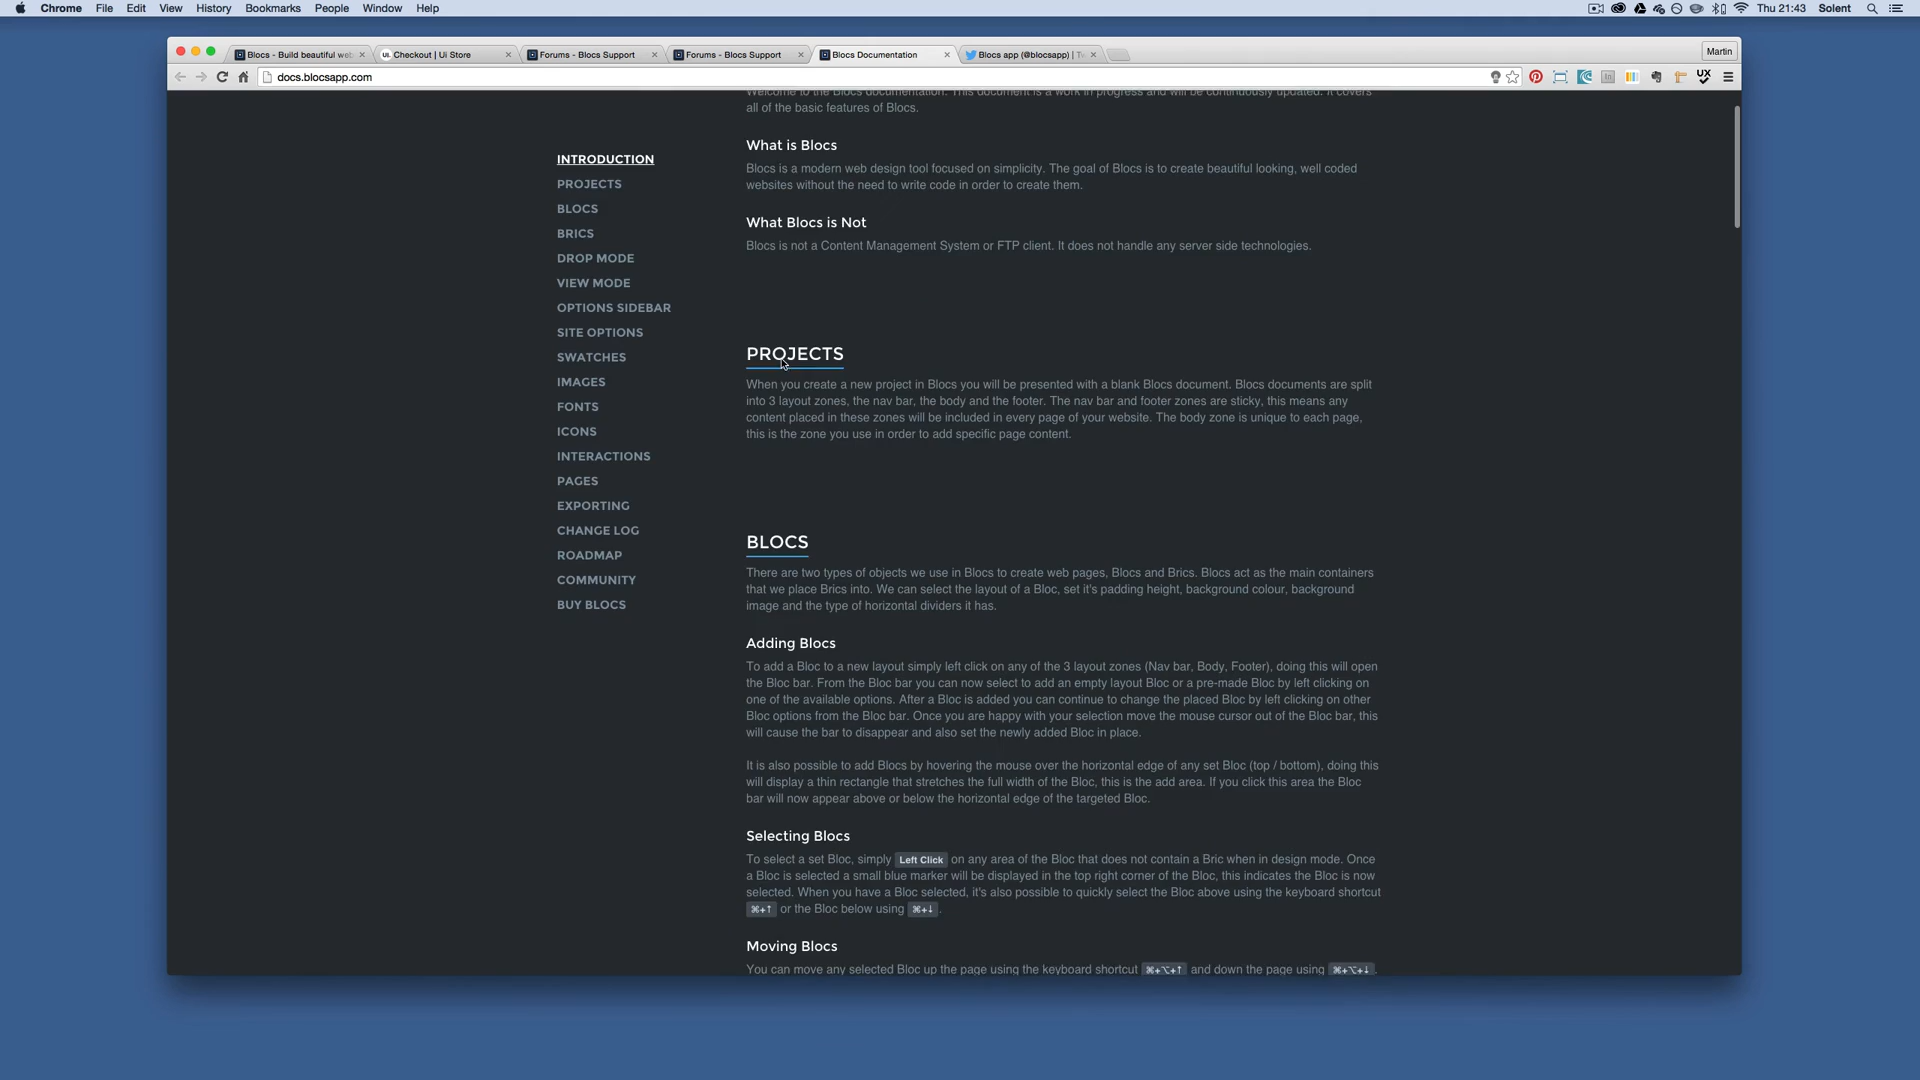 Chrome File Edit View History Bookmarks People Window Help
Thu 21:43 Solent
Blocs - Build beautiful web
Checkout | Ui Store
Forums - Blocs Support
Forums - Blocs Support
Blocs Documentation
Blocs app (@blocsapp) | Tw
Martin
docs.blocsapp.com
UX
INTRODUCTION
PROJECTS
BLOCS
BRICS
DROP MODE
VIEW MODE
OPTIONS SIDEBAR
SITE OPTIONS
SWATCHES
IMAGES
FONTS
ICONS
INTERACTIONS
PAGES
EXPORTING
CHANGE LOG
ROADMAP
COMMUNITY
BUY BLOCS
Welcome to the Blocs documentation. This document is a work in progress and will be continuously updated. It covers
all of the basic features of Blocs.
What is Blocs
Blocs is a modern web design tool focused on simplicity. The goal of Blocs is to create beautiful looking, well coded
websites without the need to write code in order to create them.
What Blocs is Not
Blocs is not a Content Management System or FTP client. It does not handle any server side technologies.
PROJECTS
When you create a new project in Blocs you will be presented with a blank Blocs document. Blocs documents are split
into 3 layout zones, the nav bar, the body and the footer. The nav bar and footer zones are sticky, this means any
content placed in these zones will be included in every page of your website. The body zone is unique to each page,
this is the zone you use in order to add specific page content.
BLOCS
There are two types of objects we use in Blocs to create web pages, Blocs and Brics. Blocs act as the main containers
that we place Brics into. We can select the layout of a Bloc, set it's padding height, background colour, background
image and the type of horizontal dividers it has.
Adding Blocs
To add a Bloc to a new layout simply left click on any of the 3 layout zones (Nav bar, Body, Footer), doing this will open
the Bloc bar. From the Bloc bar you can now select to add an empty layout Bloc or a pre-made Bloc by left clicking on
one of the available options. After a Bloc is added you can continue to change the placed Bloc by left clicking on other
Bloc options from the Bloc bar. Once you are happy with your selection move the mouse cursor out of the Bloc bar, this
will cause the bar to disappear and also set the newly added Bloc in place.
It is also possible to add Blocs by hovering the mouse over the horizontal edge of any set Bloc (top / bottom), doing this
will display a thin rectangle that stretches the full width of the Bloc, this is the add area. If you click this area the Bloc
bar will now appear above or below the horizontal edge of the targeted Bloc.
Selecting Blocs
To select a set Bloc, simply Left Click on any area of the Bloc that does not contain a Bric when in design mode. Once
a Bloc is selected a small blue marker will be displayed in the top right corner of the Bloc, this indicates the Bloc is now
selected. When you have a Bloc selected, it's also possible to quickly select the Bloc above using the keyboard shortcut
⌘+↑ or the Bloc below using ⌘+↓ .
Moving Blocs
You can move any selected Bloc up the page using the keyboard shortcut ⌘+⌥+↑ and down the page using ⌘+⌥+↓ .